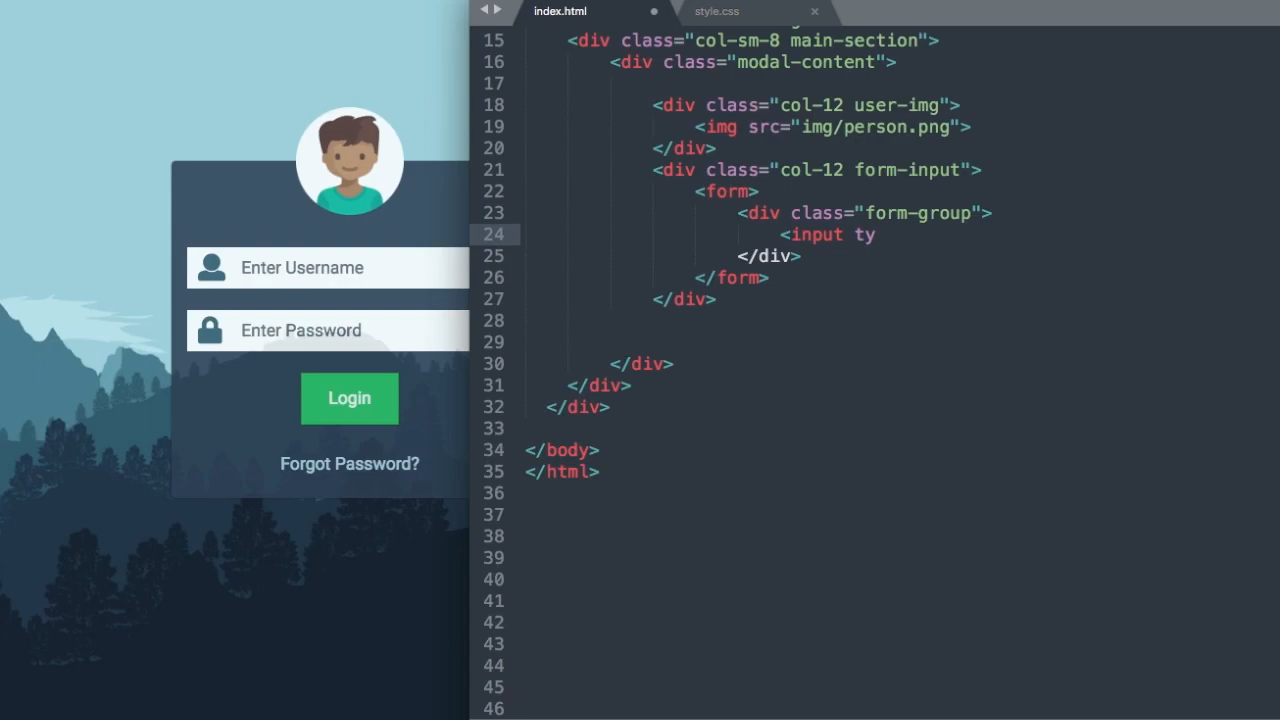 Enter Username
Enter Password
Login
Forgot Password?
index.html
style.css
15 <div class="col-sm-8 main-section">
16 <div class="modal-content">
17
18 <div class="col-12 user-img">
19 <img src="img/person.png">
20 </div>
21 <div class="col-12 form-input">
22 <form>
23 <div class="form-group">
24 <input ty
25 </div>
26 </form>
27 </div>
28
29
30 </div>
31 </div>
32 </div>
33
34 </body>
35 </html>
36
37
38
39
40
41
42
43
44
45
46